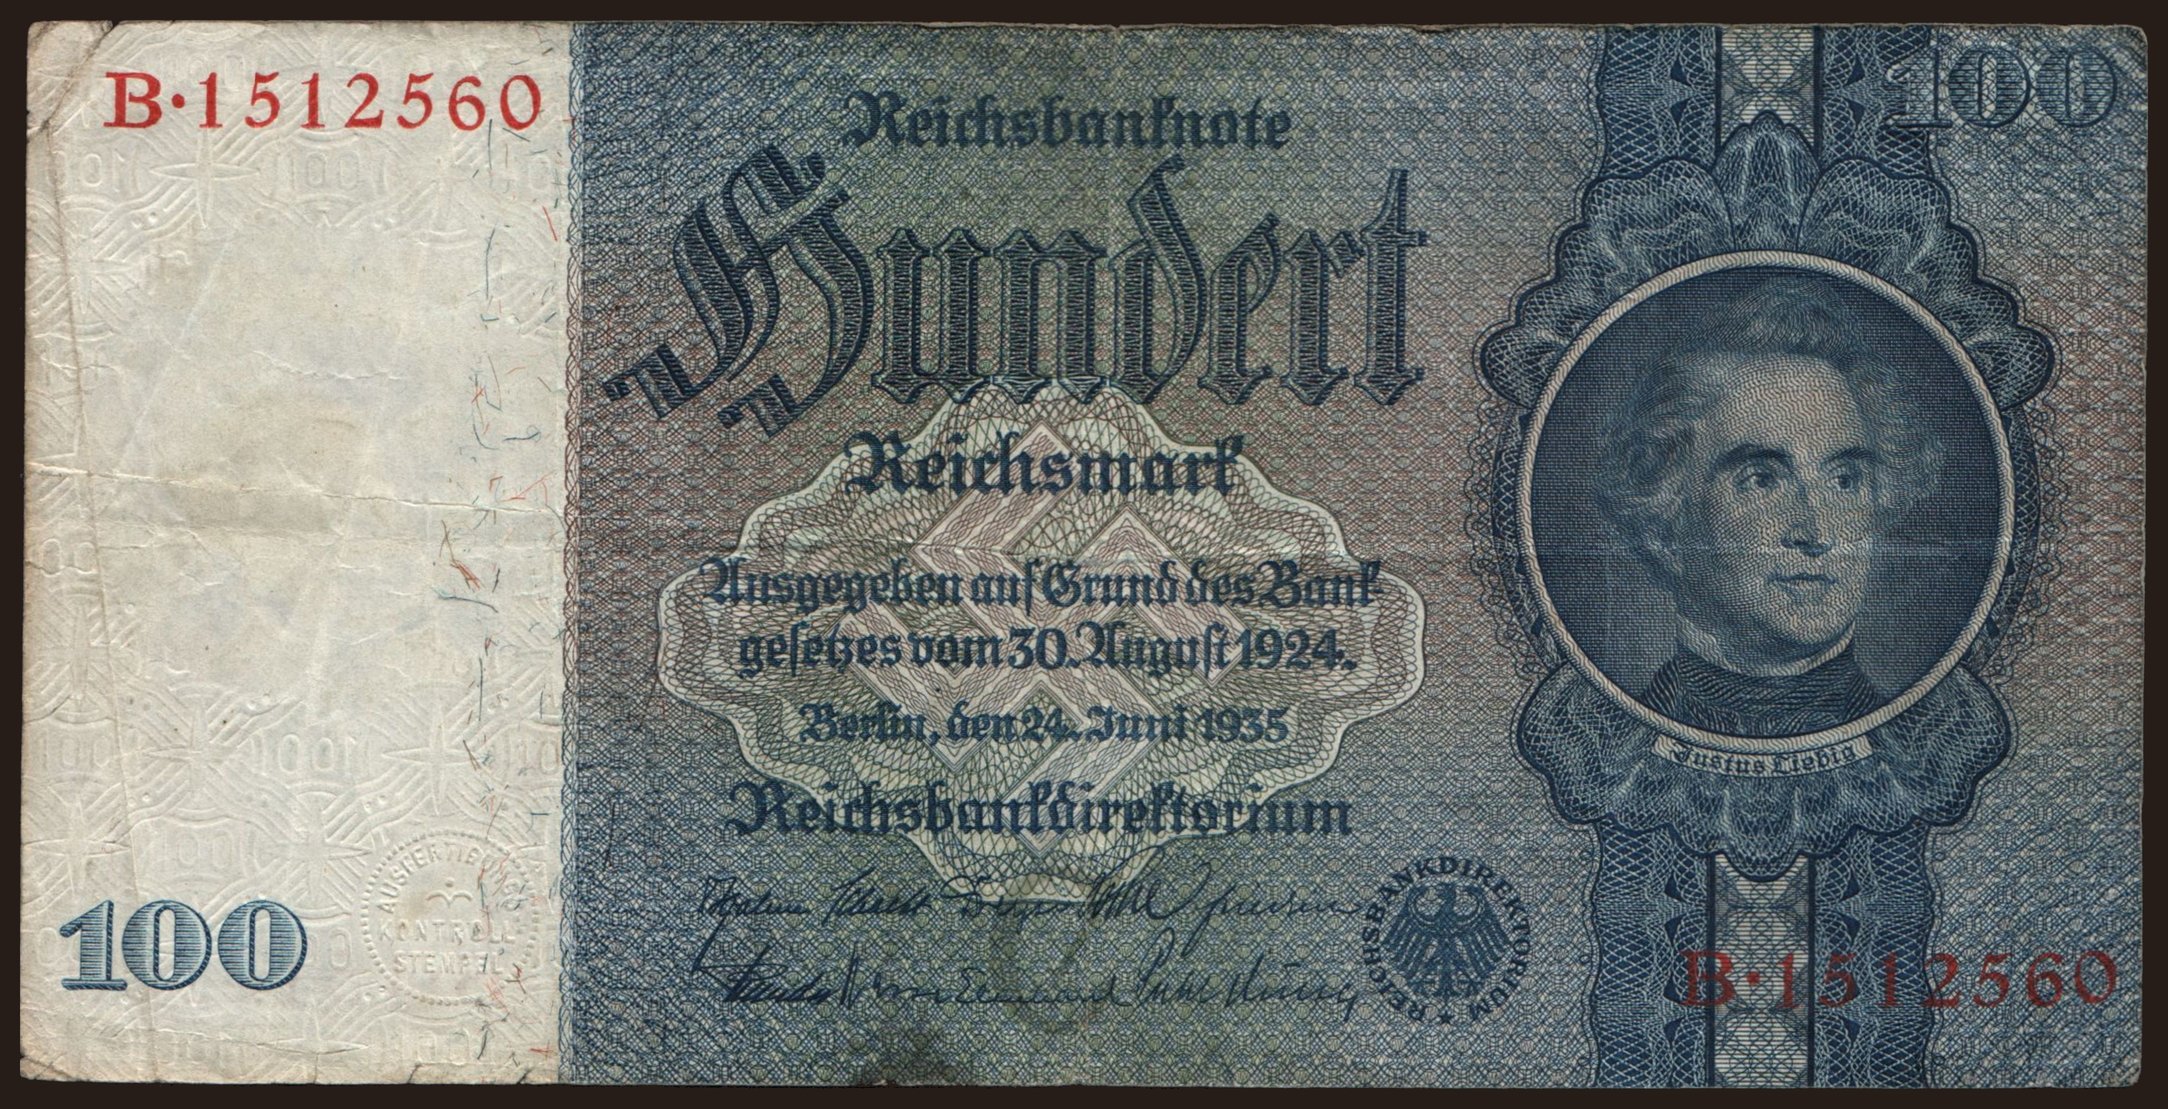 B·1512560
Reichsbanknote
100
Hundert
Reichsmark
Ausgegeben auf Grund des Bank-
gesetzes vom 30. August 1924.
Berlin, den 24. Juni 1935
Reichsbankdirektorium
Justus Liebig
AUSFERTIGUNG
KONTROLL
STEMPEL
100
REICHSBANKDIREKTORIUM
B·1512560